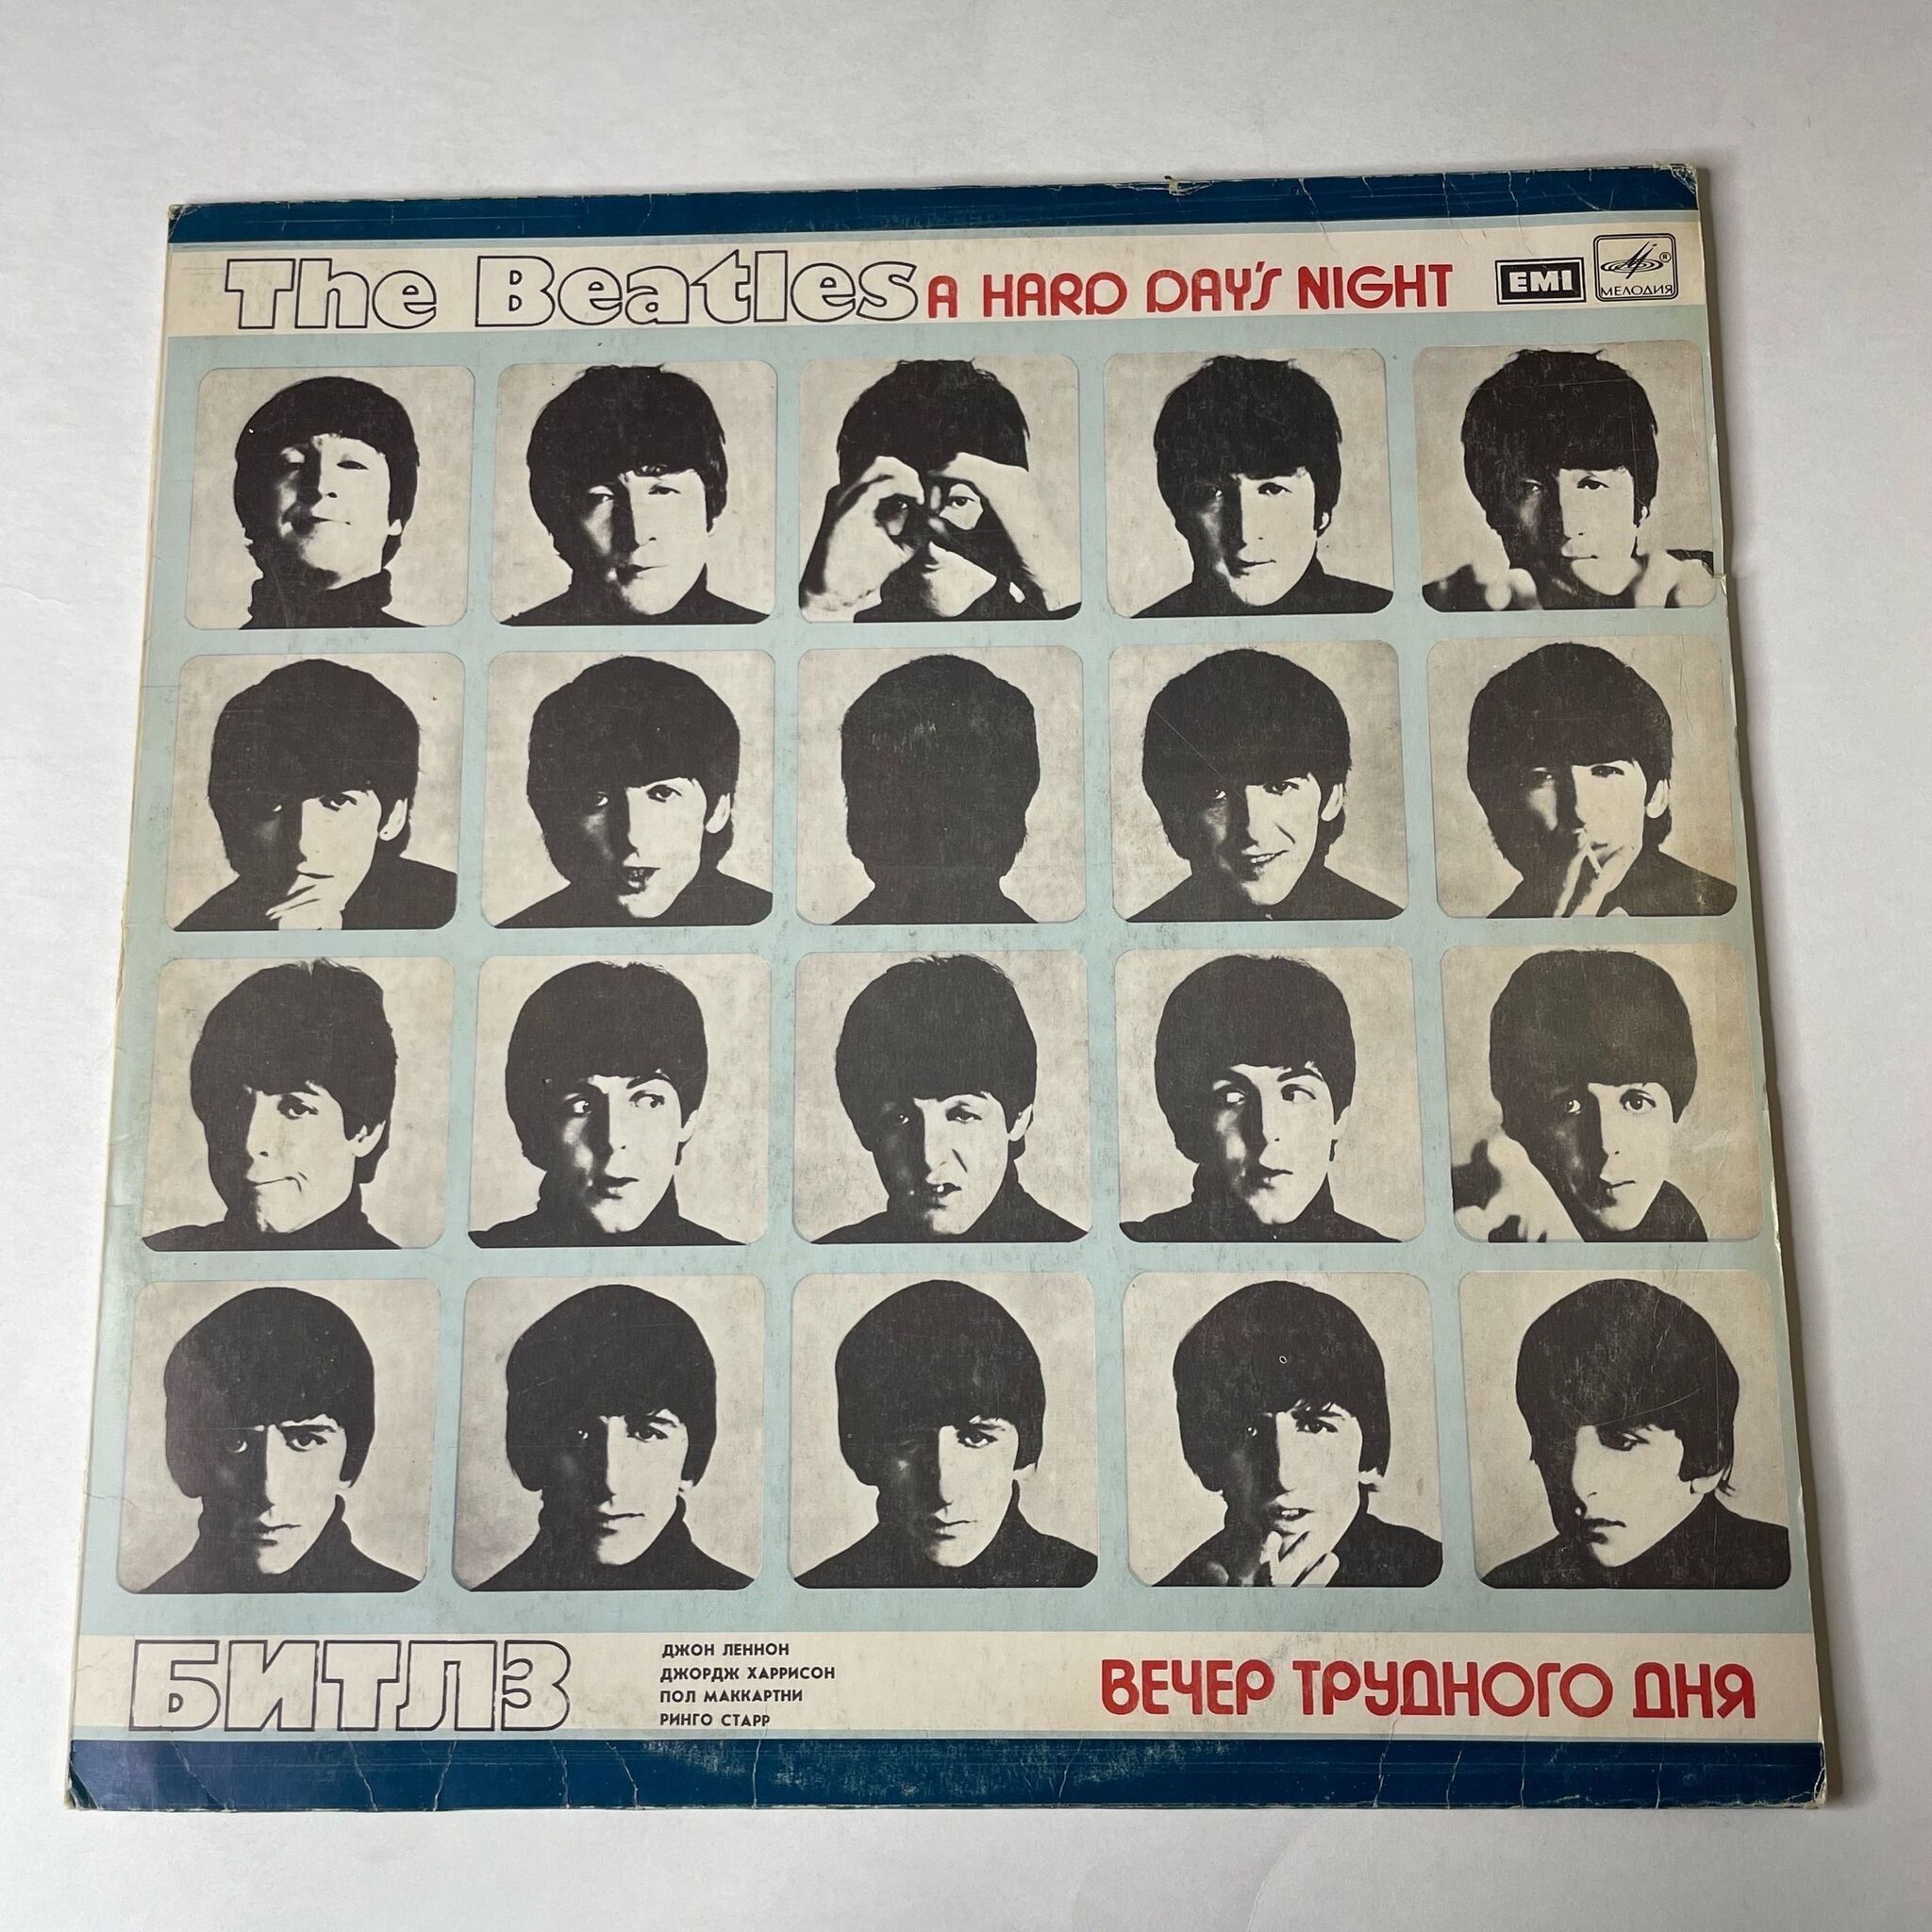 The Beatles A HARD DAY'S NIGHT EMI МЕЛОДИЯ ®
БИТЛЗ
ДЖОН ЛЕННОН
ДЖОРДЖ ХАРРИСОН
ПОЛ МАККАРТНИ
РИНГО СТАРР
ВЕЧЕР ТРУДНОГО ДНЯ